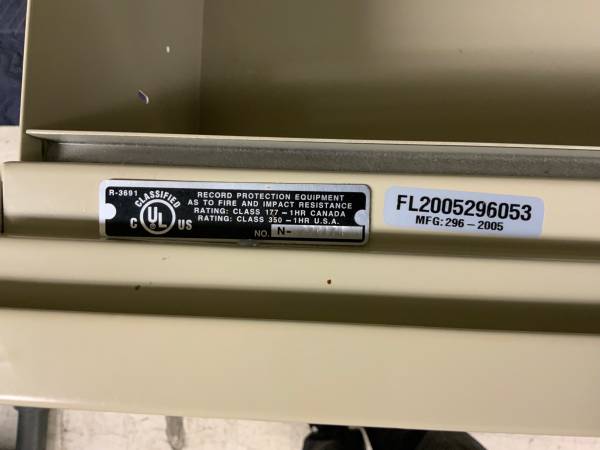 R-3691
CLASSIFIED
UL
C US
RECORD PROTECTION EQUIPMENT
AS TO FIRE AND IMPACT RESISTANCE
RATING: CLASS 177 – 1HR CANADA
RATING: CLASS 350 – 1HR U.S.A.
NO. N-
FL2005296053
MFG: 296 – 2005